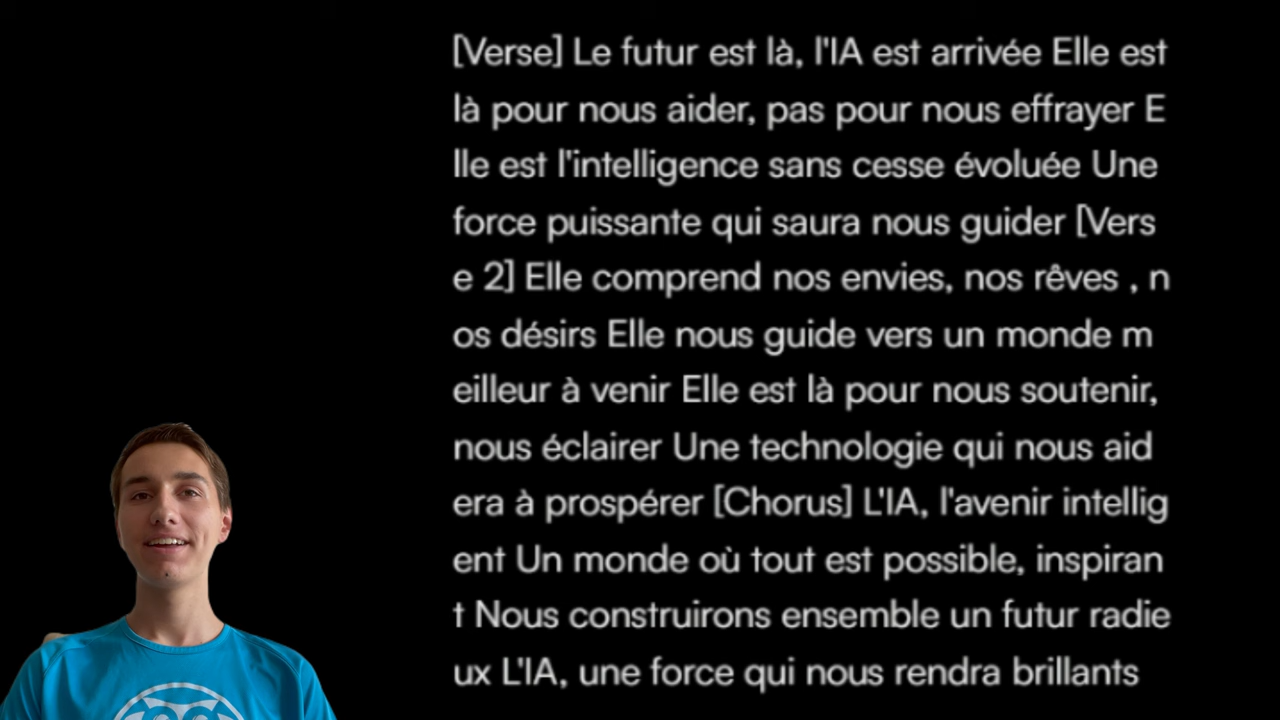 [Verse] Le futur est là, l'IA est arrivée Elle est
là pour nous aider, pas pour nous effrayer E
lle est l'intelligence sans cesse évoluée Une
force puissante qui saura nous guider [Vers
e 2] Elle comprend nos envies, nos rêves , n
os désirs Elle nous guide vers un monde m
eilleur à venir Elle est là pour nous soutenir,
nous éclairer Une technologie qui nous aid
era à prospérer [Chorus] L'IA, l'avenir intellig
ent Un monde où tout est possible, inspiran
t Nous construirons ensemble un futur radie
ux L'IA, une force qui nous rendra brillants